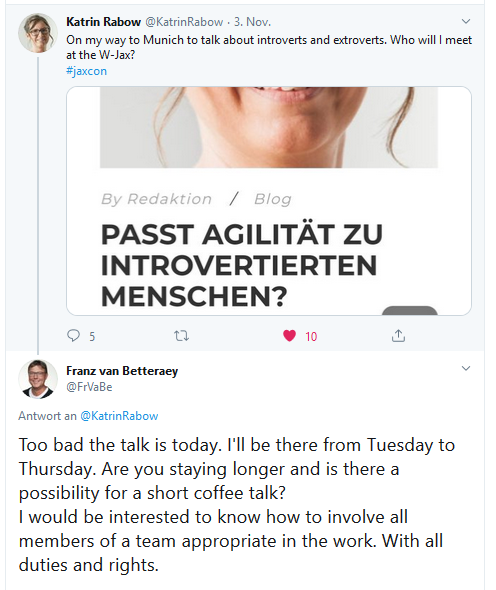 Katrin Rabow @KatrinRabow · 3. Nov.
On my way to Munich to talk about introverts and extroverts. Who will I meet
at the W-Jax?
#jaxcon
By Redaktion / Blog
PASST AGILITÄT ZU
INTROVERTIERTEN
MENSCHEN?
5
10
Franz van Betteraey
@FrVaBe
Antwort an @KatrinRabow
Too bad the talk is today. I'll be there from Tuesday to
Thursday. Are you staying longer and is there a
possibility for a short coffee talk?
I would be interested to know how to involve all
members of a team appropriate in the work. With all
duties and rights.